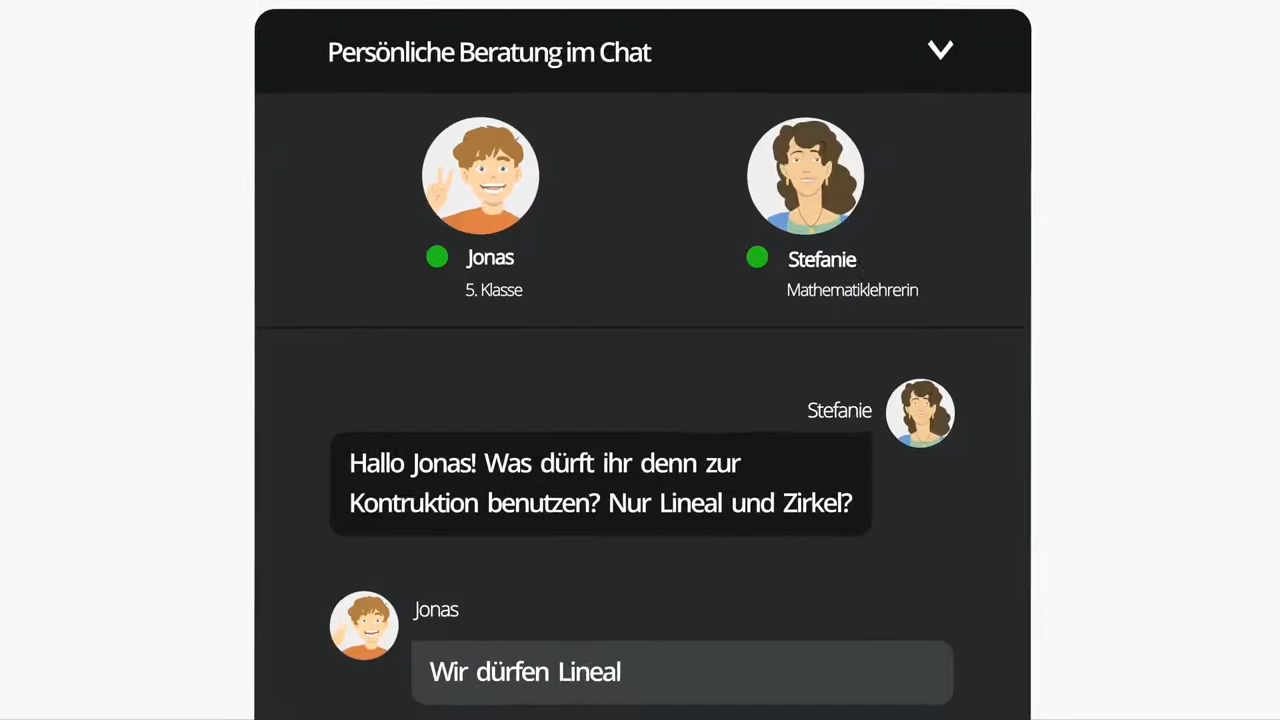 Persönliche Beratung im Chat
Jonas
5. Klasse
Stefanie
Mathematiklehrerin
Stefanie
Hallo Jonas! Was dürft ihr denn zur
Kontruktion benutzen? Nur Lineal und Zirkel?
Jonas
Wir dürfen Lineal